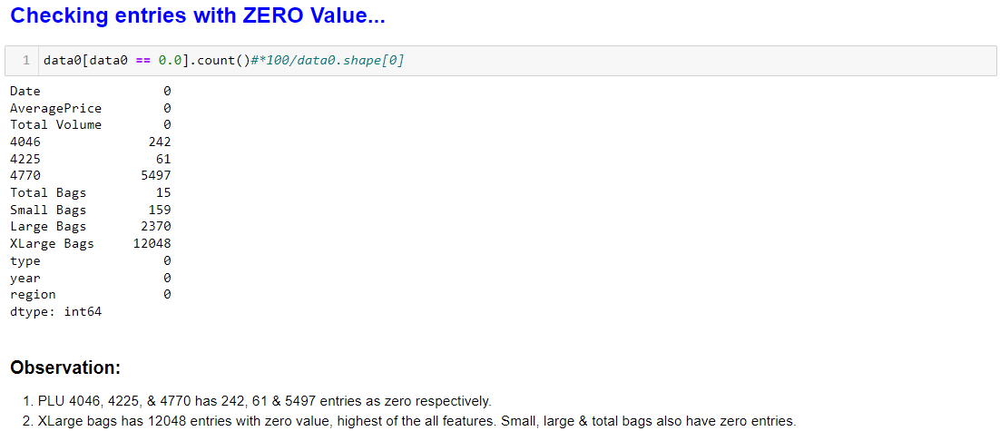 Checking entries with ZERO Value...
1 data0[data0 == 0.0].count()#*100/data0.shape[0]
Date 0
AveragePrice 0
Total Volume 0
4046 242
4225 61
4770 5497
Total Bags 15
Small Bags 159
Large Bags 2370
XLarge Bags 12048
type 0
year 0
region 0
dtype: int64
Observation:
1. PLU 4046, 4225, & 4770 has 242, 61 & 5497 entries as zero respectively.
2. XLarge bags has 12048 entries with zero value, highest of the all features. Small, large & total bags also have zero entries.